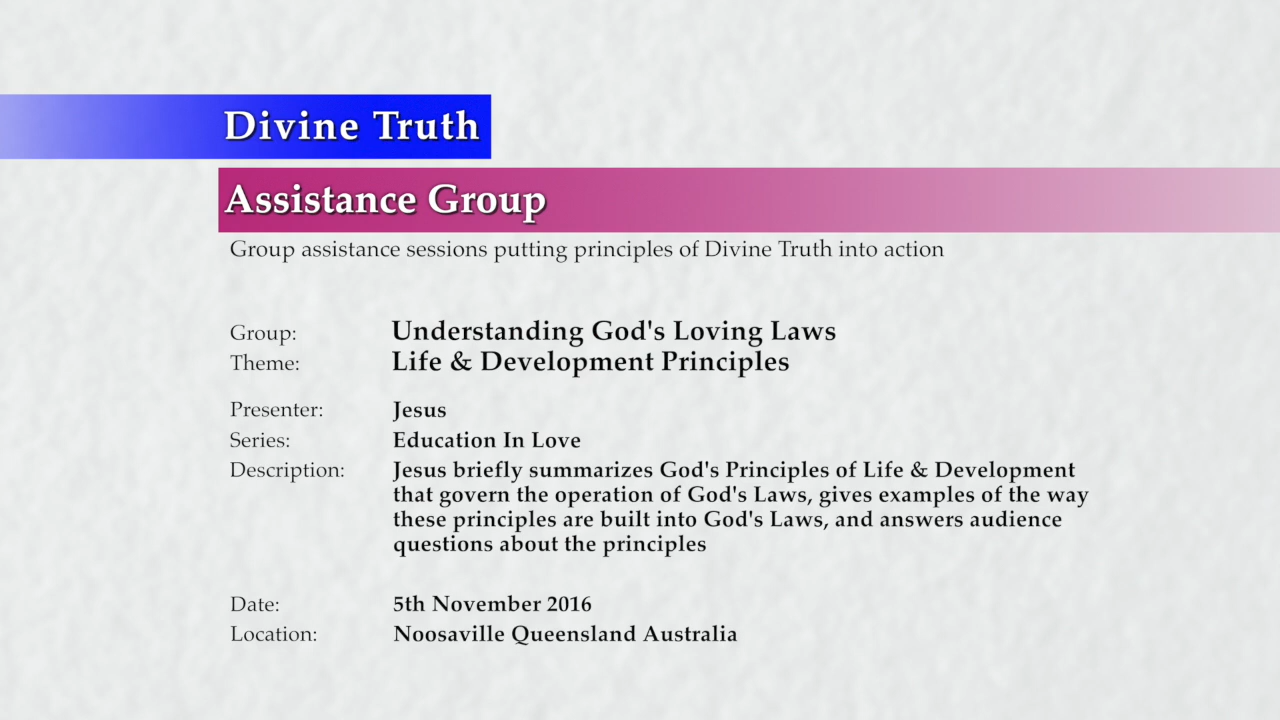 Divine Truth
Assistance Group
Group assistance sessions putting principles of Divine Truth into action
Group: Understanding God's Loving Laws
Theme: Life & Development Principles
Presenter: Jesus
Series: Education In Love
Description: Jesus briefly summarizes God's Principles of Life & Development
that govern the operation of God's Laws, gives examples of the way
these principles are built into God's Laws, and answers audience
questions about the principles
Date: 5th November 2016
Location: Noosaville Queensland Australia